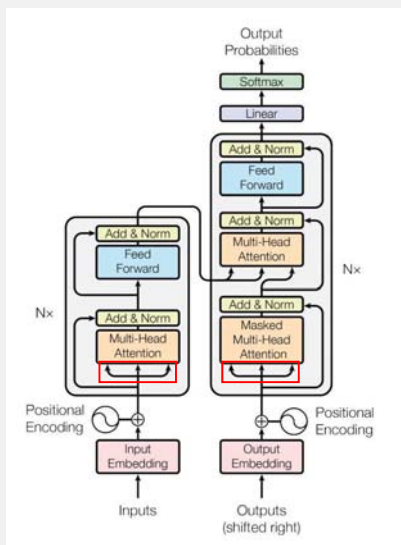 Output
Probabilities
Softmax
Linear
Add & Norm
Feed
Forward
Add & Norm
Multi-Head
Attention
Nx
Add & Norm
Masked
Multi-Head
Attention
Add & Norm
Feed
Forward
Nx
Add & Norm
Multi-Head
Attention
Positional
Encoding
Positional
Encoding
Input
Embedding
Output
Embedding
Inputs
Outputs
(shifted right)